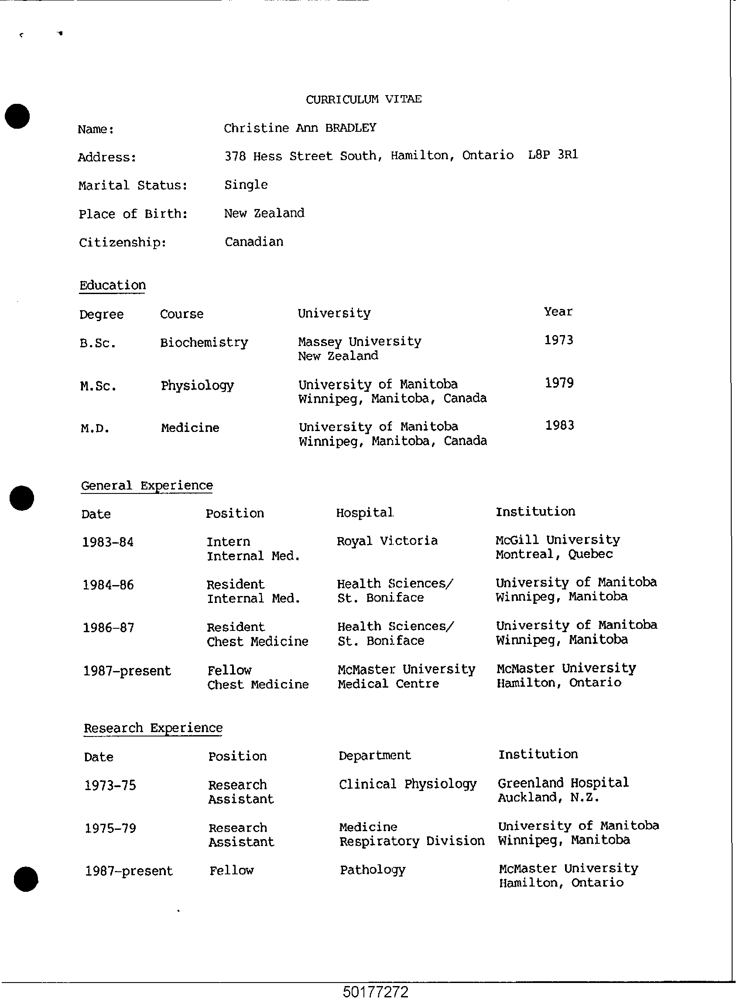 CURRICULUM VITAE
Name: Christine Ann BRADLEY
Address: 378 Hess Street South, Hamilton, Ontario L8P 3R1
Marital Status: Single
Place of Birth: New Zealand
Citizenship: Canadian
Education
Degree Course University Year
B.Sc. Biochemistry Massey University 1973
New Zealand
M.Sc. Physiology University of Manitoba 1979
Winnipeg, Manitoba, Canada
M.D. Medicine University of Manitoba 1983
Winnipeg, Manitoba, Canada
General Experience
Date Position Hospital Institution
1983-84 Intern Royal Victoria McGill University
Internal Med. Montreal, Quebec
1984-86 Resident Health Sciences/ University of Manitoba
Internal Med. St. Boniface Winnipeg, Manitoba
1986-87 Resident Health Sciences/ University of Manitoba
Chest Medicine St. Boniface Winnipeg, Manitoba
1987-present Fellow McMaster University McMaster University
Chest Medicine Medical Centre Hamilton, Ontario
Research Experience
Date Position Department Institution
1973-75 Research Clinical Physiology Greenland Hospital
Assistant Auckland, N.Z.
1975-79 Research Medicine University of Manitoba
Assistant Respiratory Division Winnipeg, Manitoba
1987-present Fellow Pathology McMaster University
Hamilton, Ontario
50177272